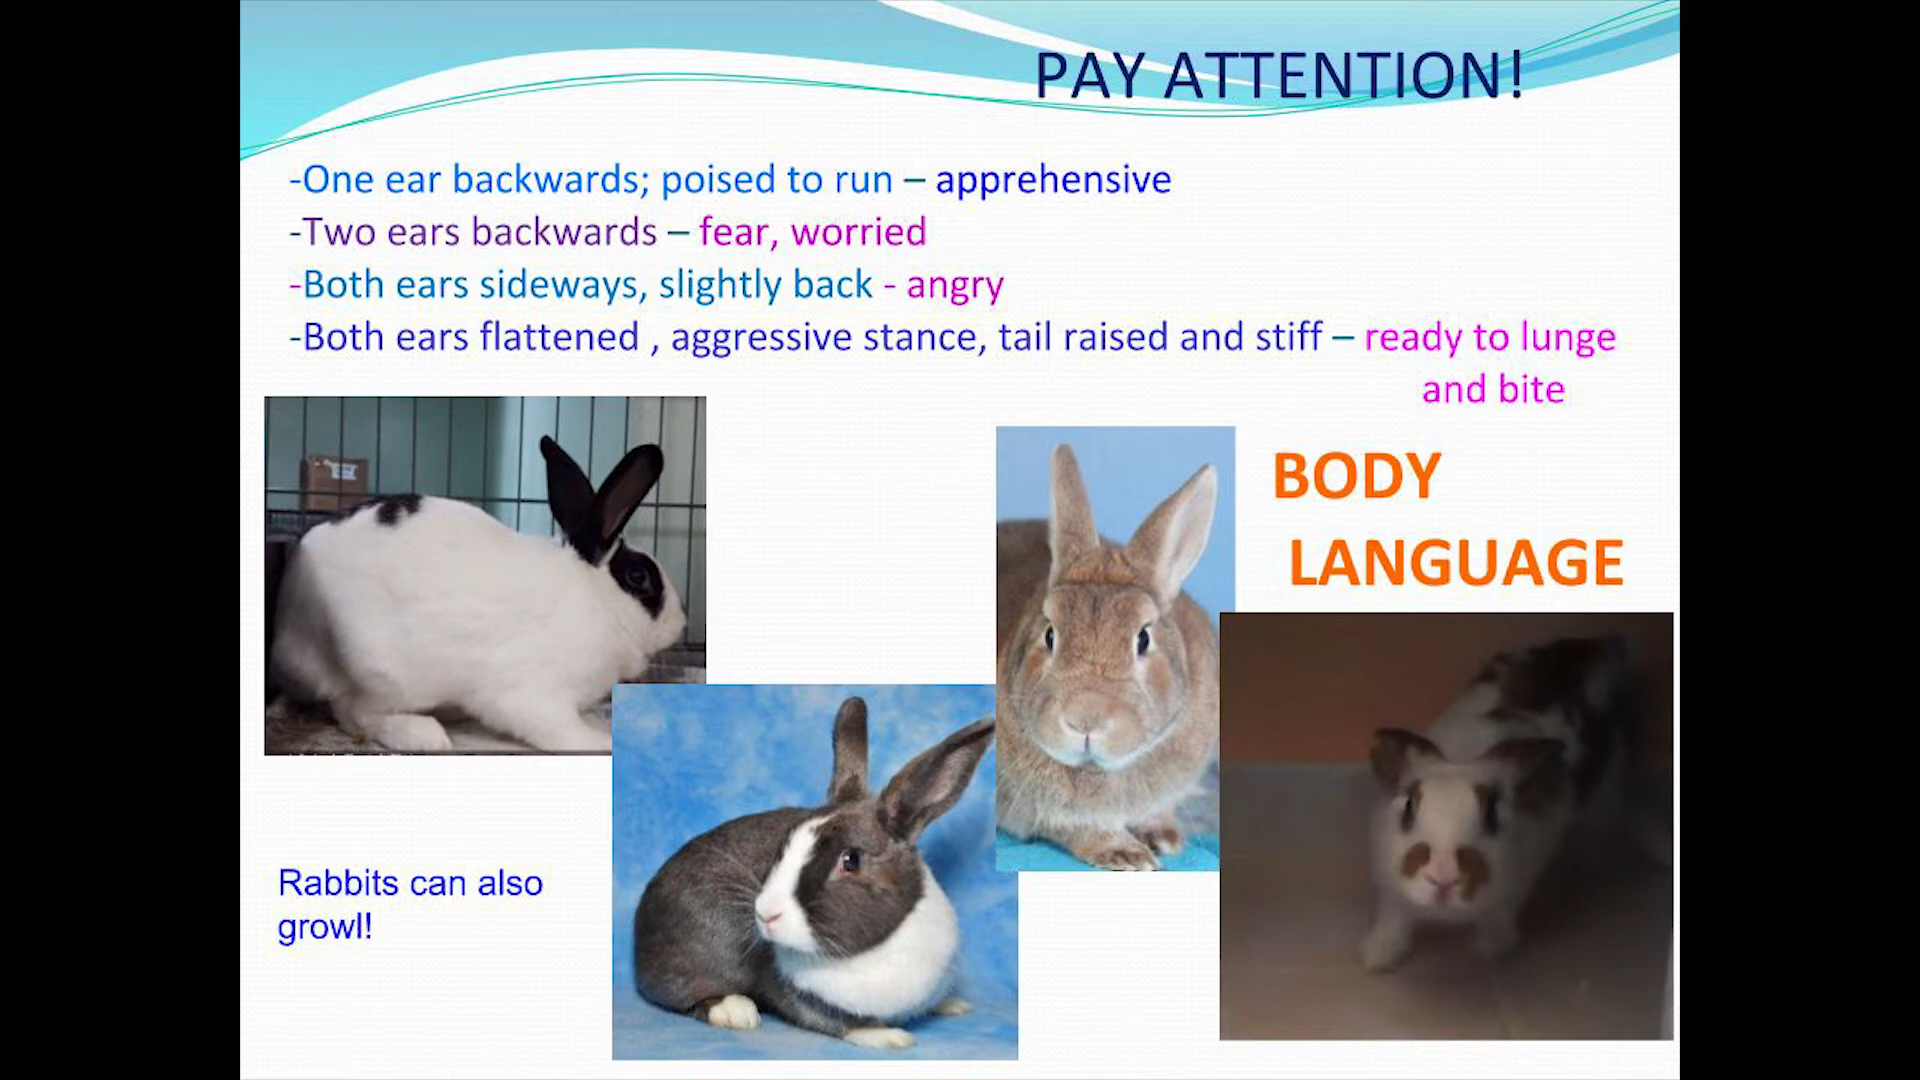 PAY ATTENTION!
-One ear backwards; poised to run – apprehensive
-Two ears backwards – fear, worried
-Both ears sideways, slightly back - angry
-Both ears flattened , aggressive stance, tail raised and stiff – ready to lunge
and bite
BODY
LANGUAGE
Rabbits can also
growl!